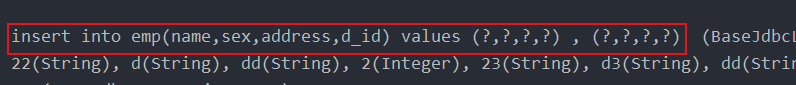 insert into emp(name,sex,address,d_id) values (?,?,?,?) , (?,?,?,?) (BaseJdbcL
22(String), d(String), dd(String), 2(Integer), 23(String), d3(String), dd(Strin